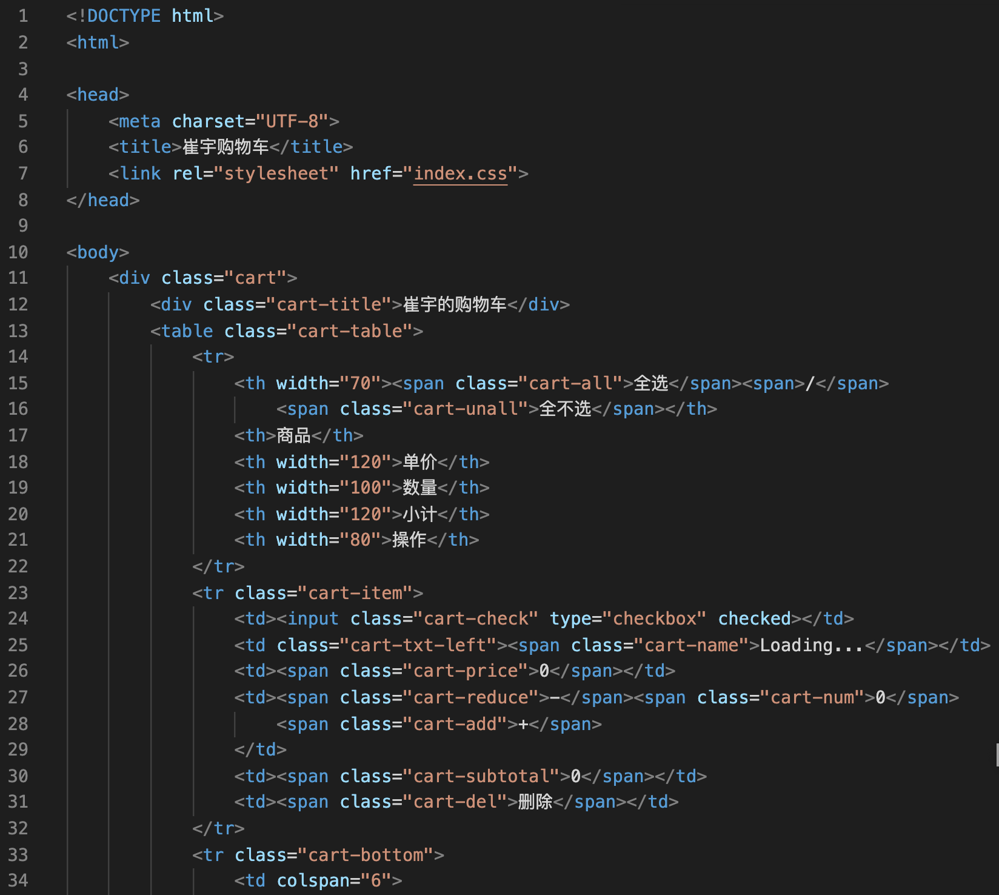 1 <!DOCTYPE html>
2 <html>
3
4 <head>
5     <meta charset="UTF-8">
6     <title>崔宇购物车</title>
7     <link rel="stylesheet" href="index.css">
8 </head>
9
10 <body>
11     <div class="cart">
12         <div class="cart-title">崔宇的购物车</div>
13         <table class="cart-table">
14             <tr>
15                 <th width="70"><span class="cart-all">全选</span><span>/</span>
16                     <span class="cart-unall">全不选</span></th>
17                 <th>商品</th>
18                 <th width="120">单价</th>
19                 <th width="100">数量</th>
20                 <th width="120">小计</th>
21                 <th width="80">操作</th>
22             </tr>
23             <tr class="cart-item">
24                 <td><input class="cart-check" type="checkbox" checked></td>
25                 <td class="cart-txt-left"><span class="cart-name">Loading...</span></td>
26                 <td><span class="cart-price">0</span></td>
27                 <td><span class="cart-reduce">-</span><span class="cart-num">0</span>
28                     <span class="cart-add">+</span>
29                 </td>
30                 <td><span class="cart-subtotal">0</span></td>
31                 <td><span class="cart-del">删除</span></td>
32             </tr>
33             <tr class="cart-bottom">
34                 <td colspan="6">